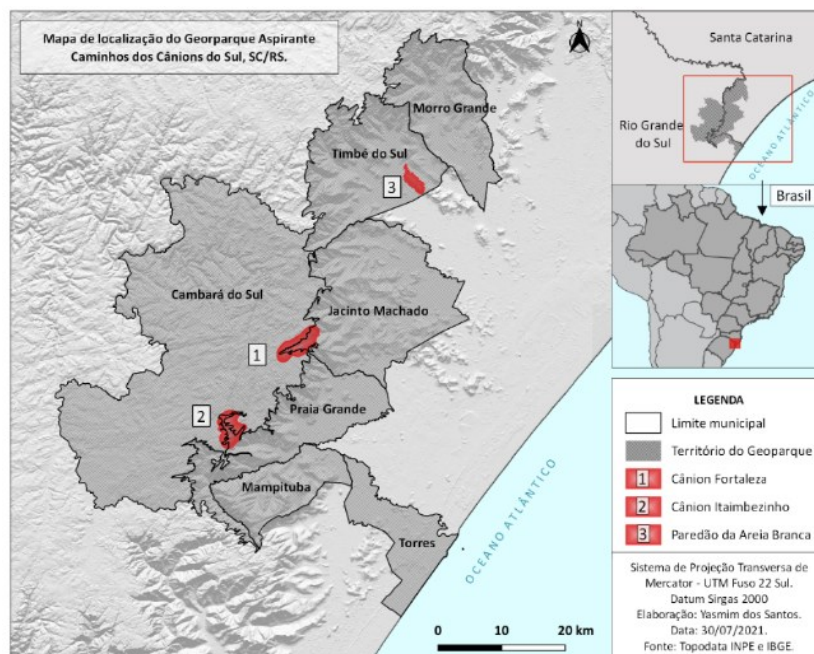 Mapa de localização do Georparque Aspirante
Caminhos dos Cânions do Sul, SC/RS.
N
Morro Grande
Timbé do Sul
3
Cambará do Sul
Jacinto Machado
1
2
Praia Grande
Mampituba
Torres
OCEANO ATLÂNTICO
0 10 20 km
Santa Catarina
Rio Grande
do Sul
OCEANO ATLÂNTICO
Brasil
LEGENDA
Limite municipal
Território do Geoparque
1 Cânion Fortaleza
2 Cânion Itaimbezinho
3 Paredão da Areia Branca
Sistema de Projeção Transversa de
Mercator - UTM Fuso 22 Sul.
Datum Sirgas 2000
Elaboração: Yasmim dos Santos.
Data: 30/07/2021.
Fonte: Topodata INPE e IBGE.